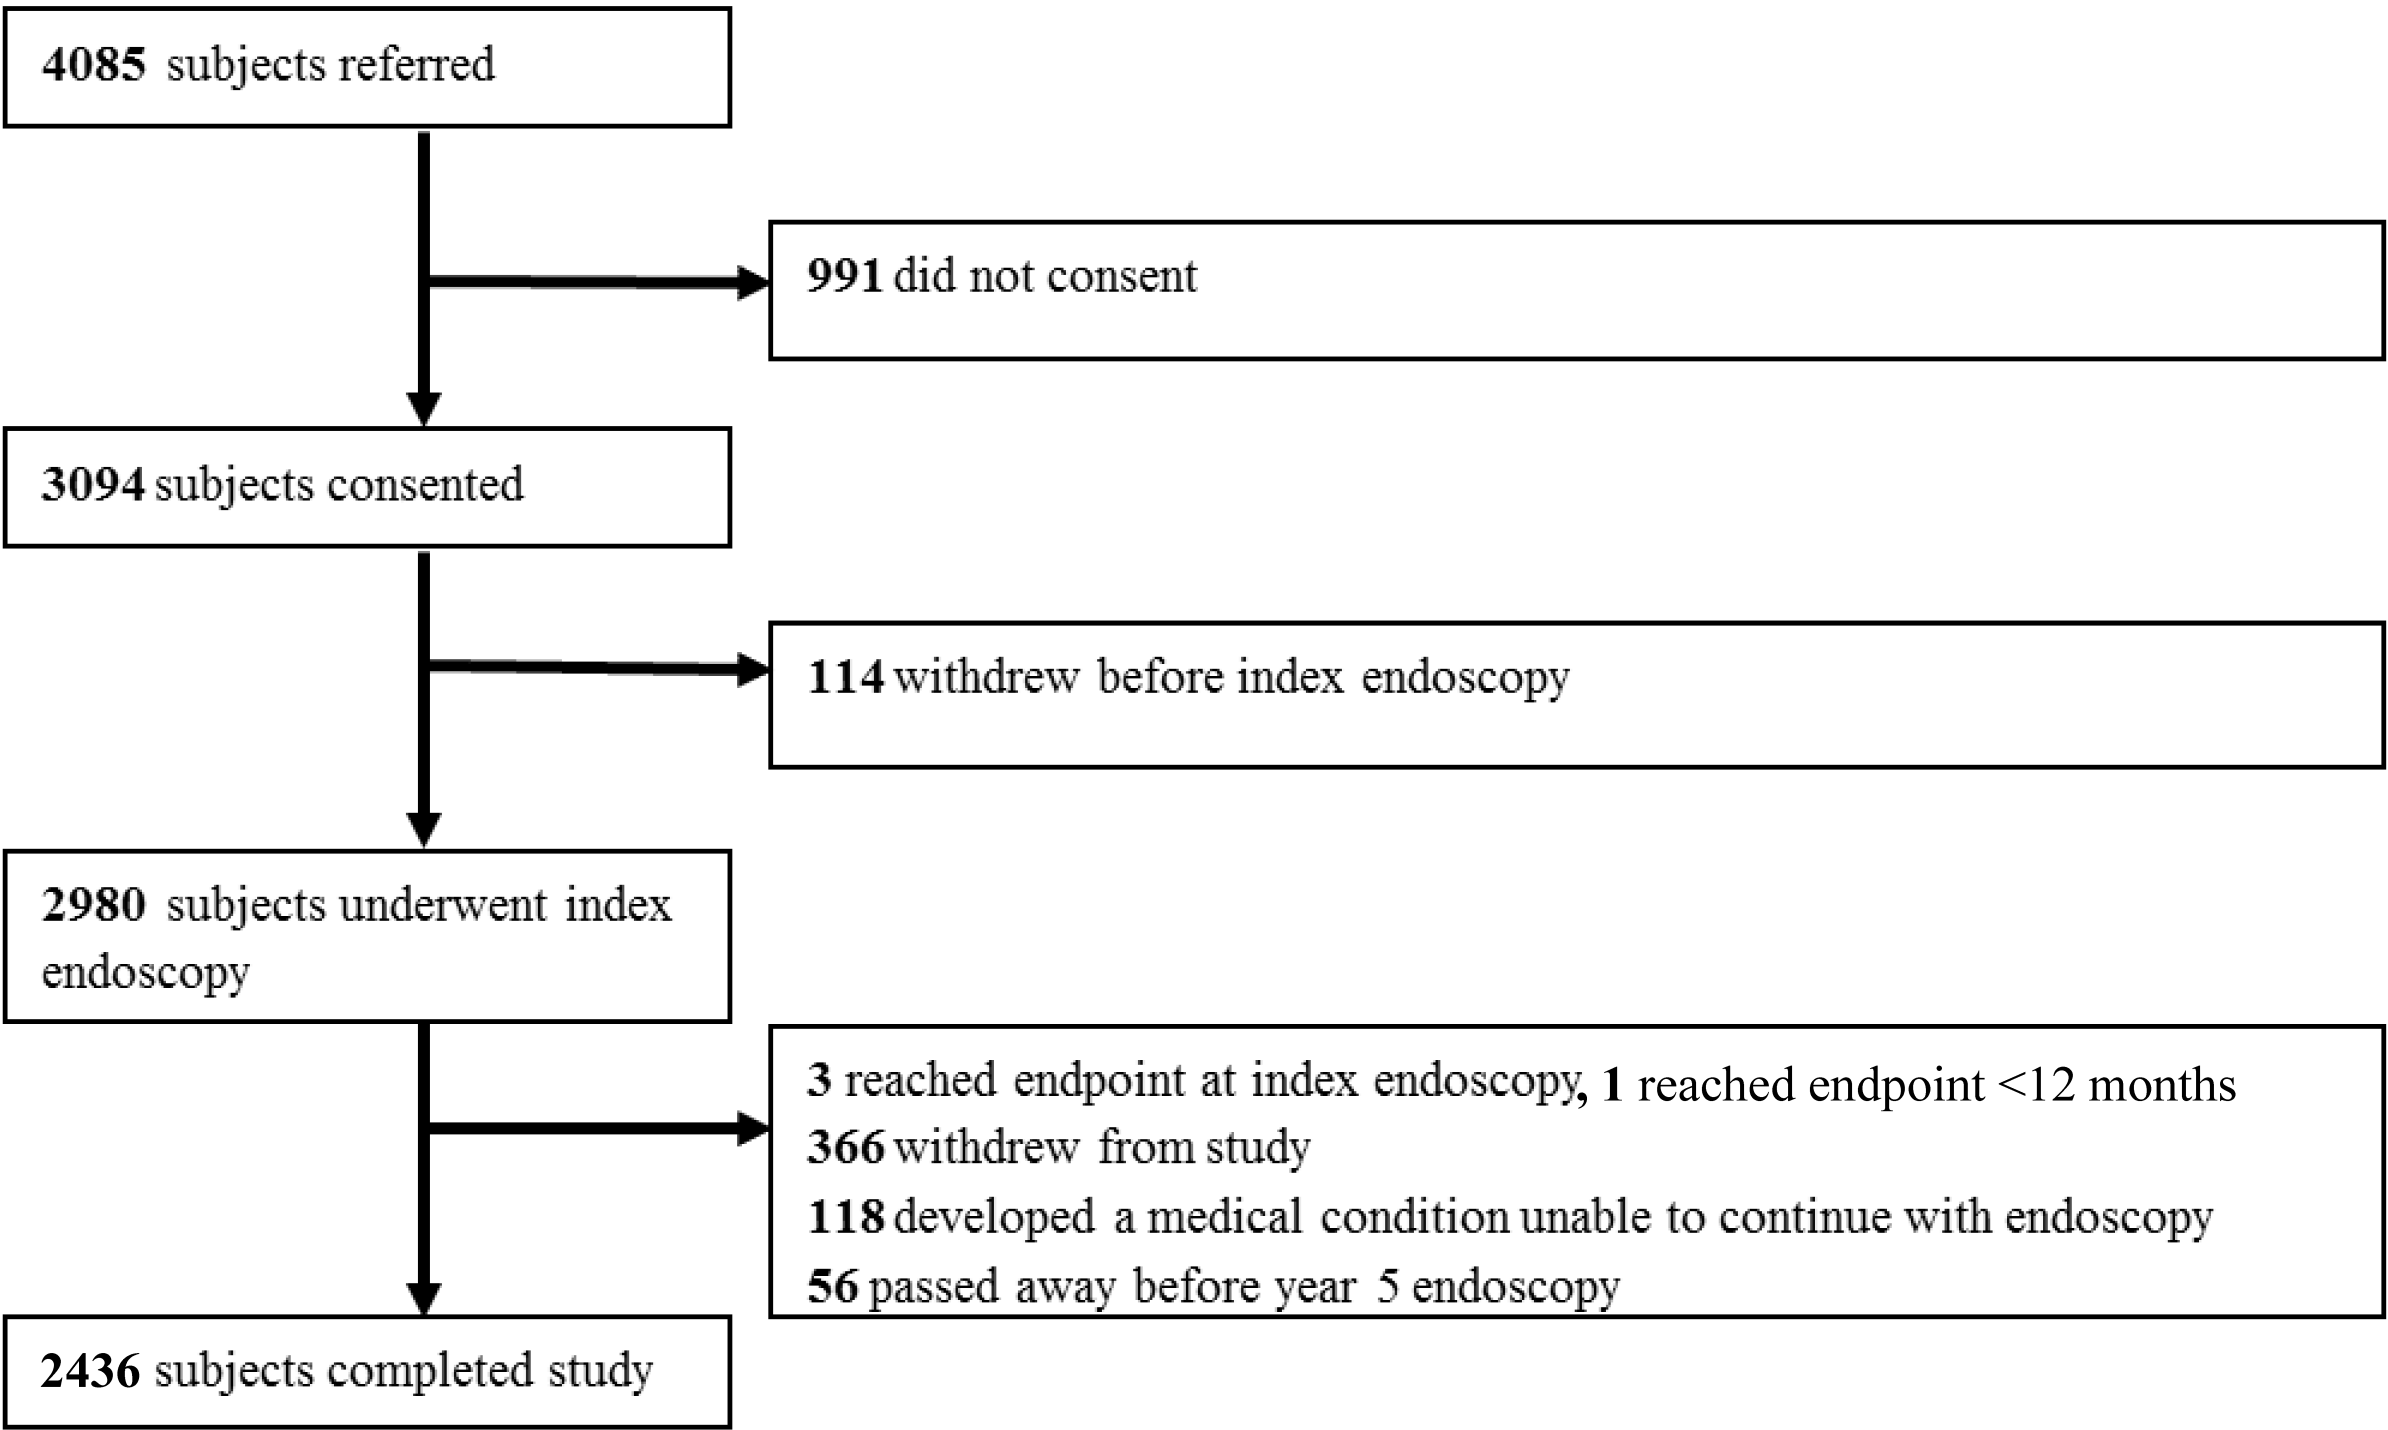 4085 subjects referred
991 did not consent
3094 subjects consented
114 withdrew before index endoscopy
2980 subjects underwent index
endoscopy
3 reached endpoint at index endoscopy, 1 reached endpoint <12 months
366 withdrew from study
118 developed a medical condition unable to continue with endoscopy
56 passed away before year 5 endoscopy
2436 subjects completed study